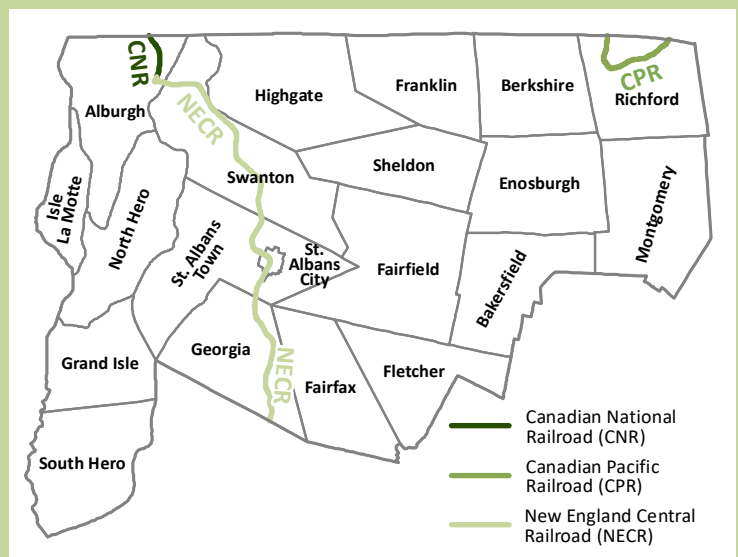 CNR
CPR
NECR
Alburgh
Highgate
Franklin
Berkshire
Richford
Isle
La Motte
North Hero
Swanton
Sheldon
Enosburgh
Montgomery
St. Albans
Town
St.
Albans
City
Fairfield
Bakersfield
Grand Isle
Georgia
NECR
Fairfax
Fletcher
South Hero
Canadian National
Railroad (CNR)
Canadian Pacific
Railroad (CPR)
New England Central
Railroad (NECR)